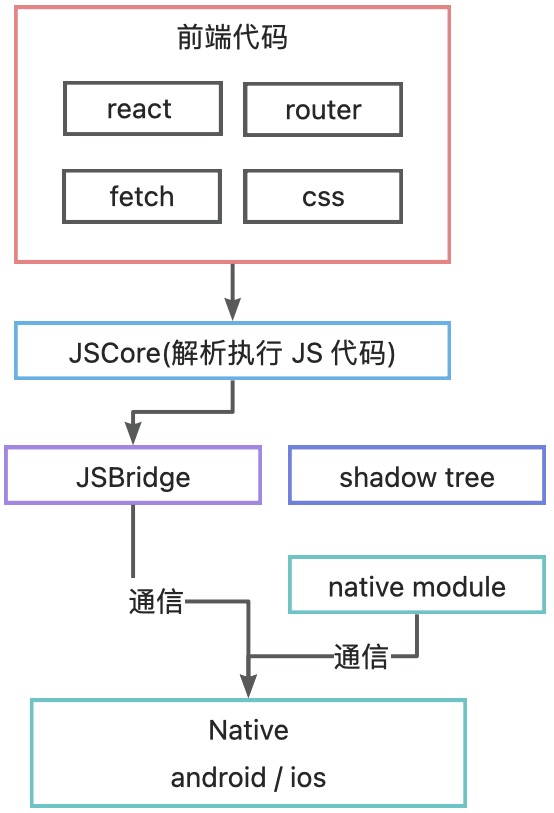 前端代码
react
router
fetch
css
JSCore(解析执行 JS 代码)
JSBridge
shadow tree
native module
通信
通信
Native
android / ios